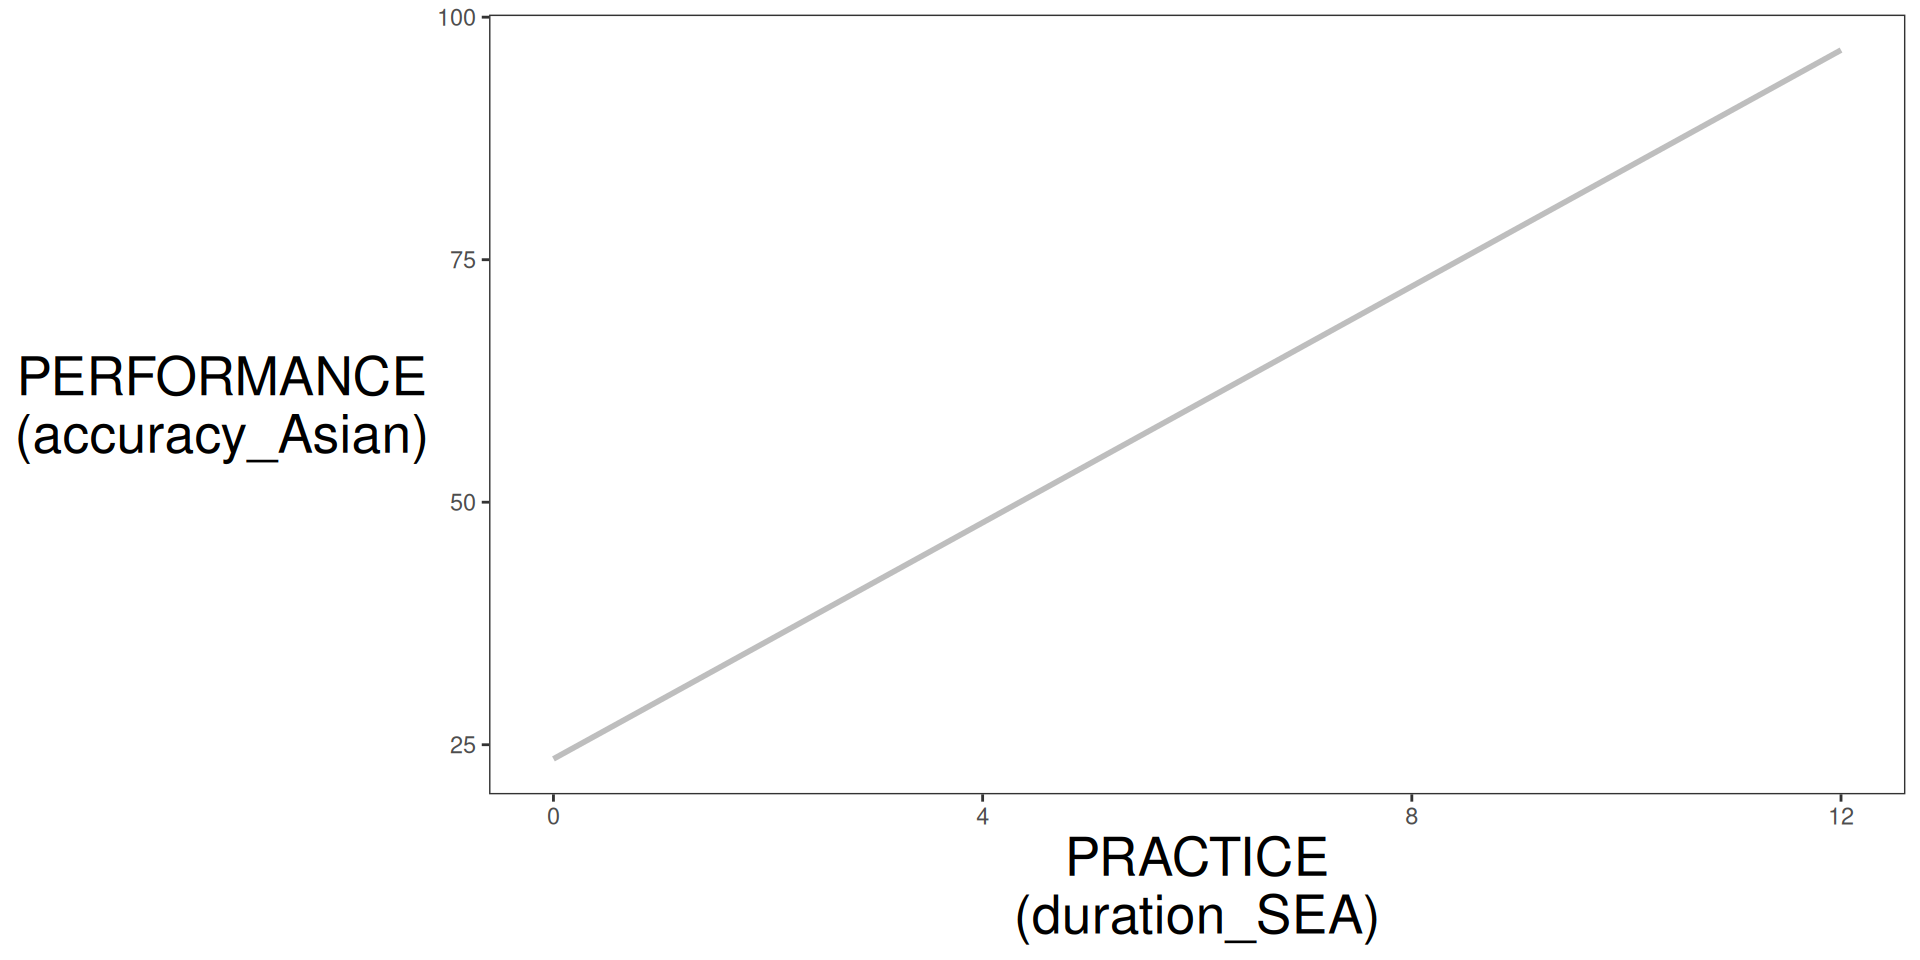 100
75
50
25
PERFORMANCE
(accuracy_Asian)
0 4 8 12
PRACTICE
(duration_SEA)